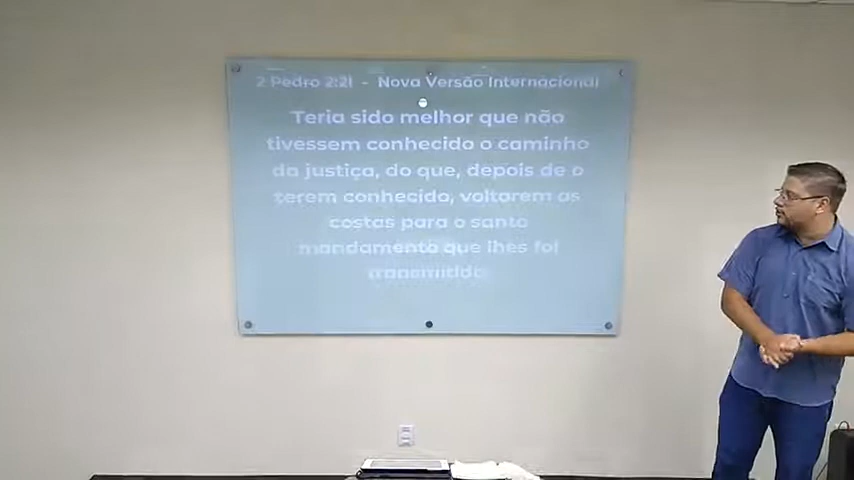 2 Pedro 2:21 - Nova Versão Internacional
Teria sido melhor que não
tivessem conhecido o caminho
da justiça, do que, depois de o
terem conhecido, voltarem as
costas para o santo
mandamento que lhes foi
transmitido.